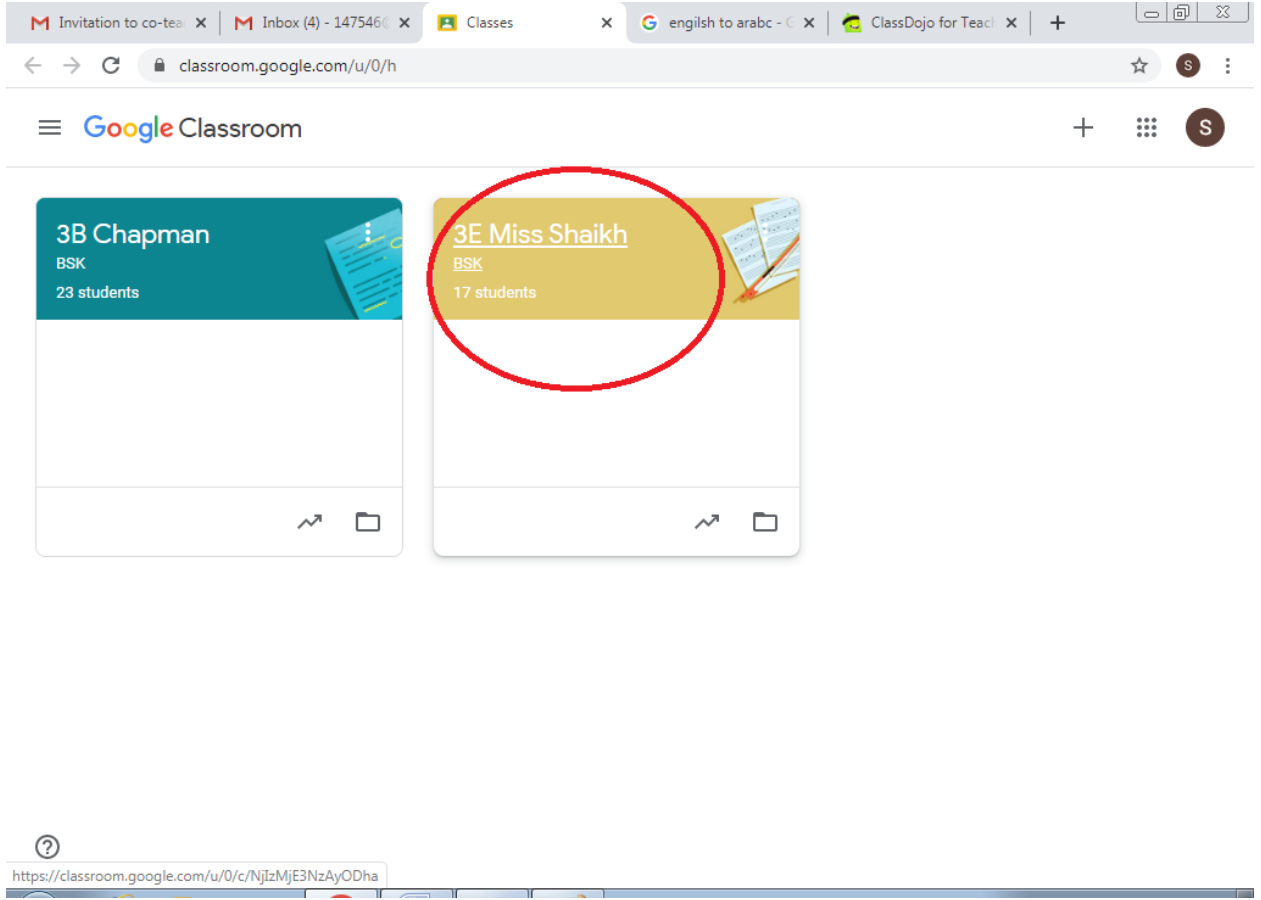 Invitation to co-tea
Inbox (4) - 147546@
Classes
engilsh to arabc - G
ClassDojo for Teach
classroom.google.com/u/0/h
S
Google Classroom
S
3B Chapman
BSK
23 students
3E Miss Shaikh
BSK
17 students
https://classroom.google.com/u/0/c/NjIzMjE3NzAyODha